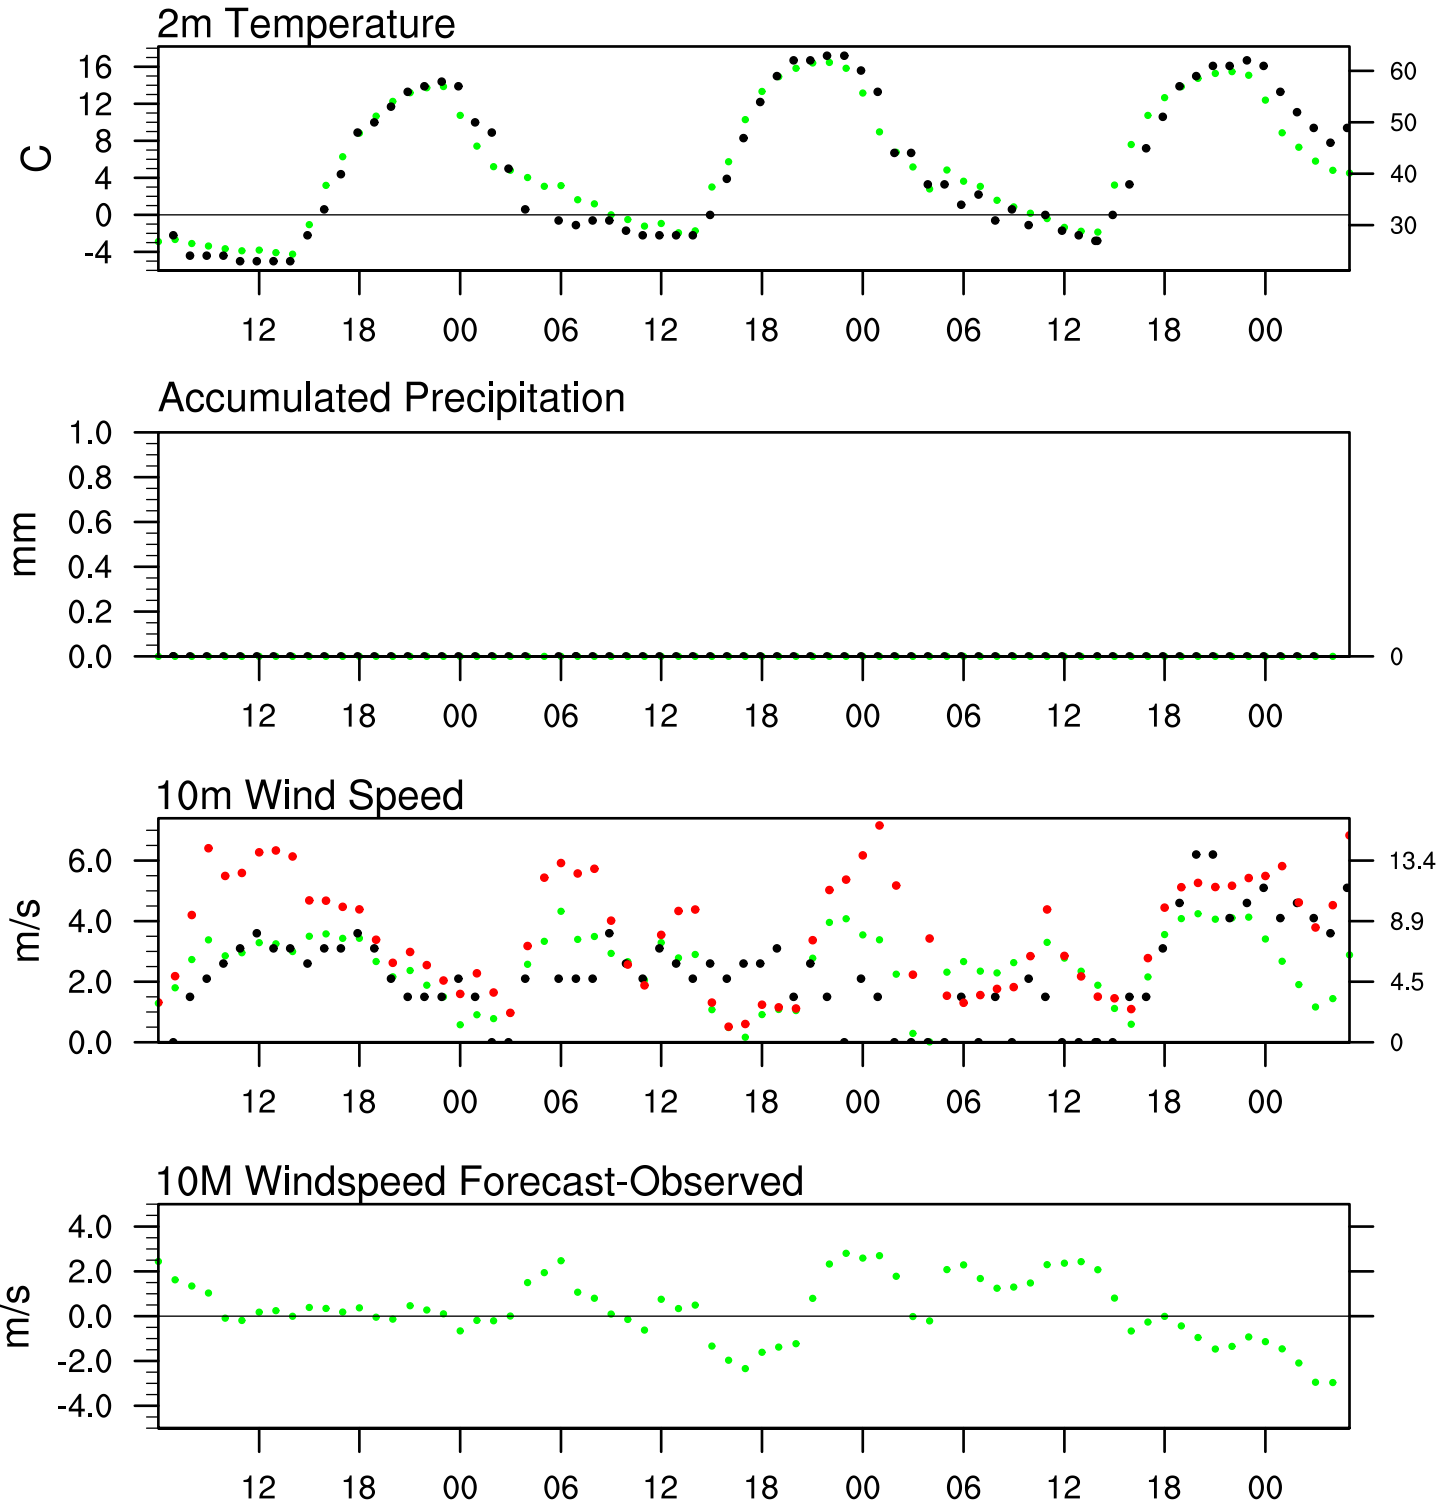 2m Temperature
16
12
8
4
0
-4
C
60
50
40
30
12 18 00 06 12 18 00 06 12 18 00
Accumulated Precipitation
1.0
0.8
0.6
0.4
0.2
0.0
mm
0
12 18 00 06 12 18 00 06 12 18 00
10m Wind Speed
6.0
4.0
2.0
0.0
m/s
13.4
8.9
4.5
0
12 18 00 06 12 18 00 06 12 18 00
10M Windspeed Forecast-Observed
4.0
2.0
0.0
-2.0
-4.0
m/s
12 18 00 06 12 18 00 06 12 18 00